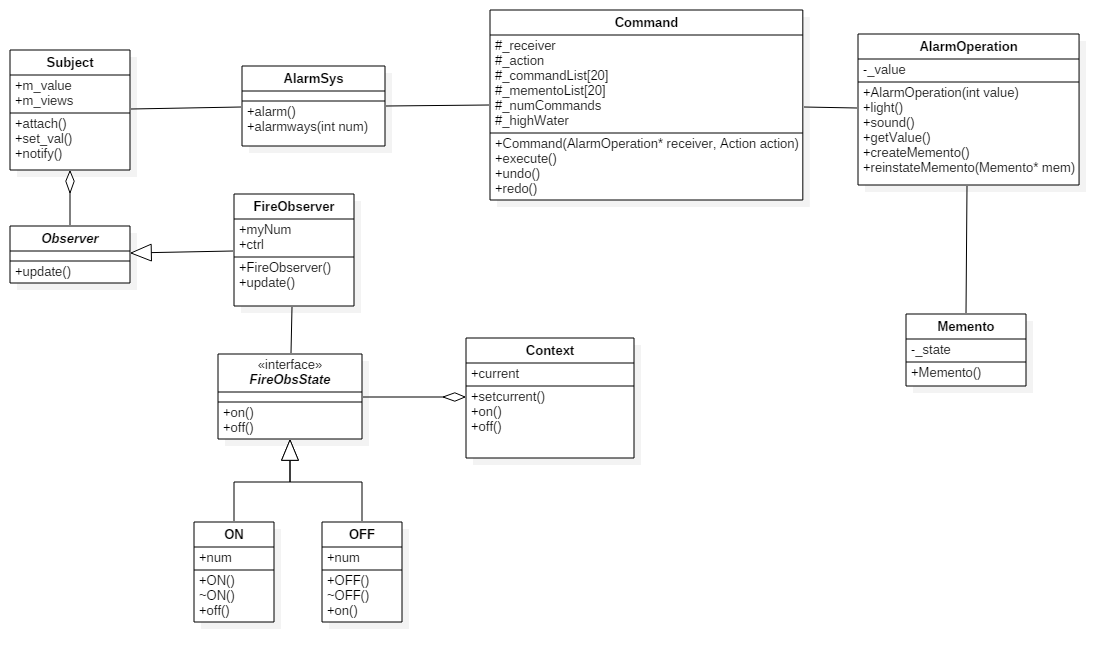 Subject
+m_value
+m_views
+attach()
+set_val()
+notify()
AlarmSys
+alarm()
+alarmways(int num)
Command
#_receiver
#_action
#_commandList[20]
#_mementoList[20]
#_numCommands
#_highWater
+Command(AlarmOperation* receiver, Action action)
+execute()
+undo()
+redo()
AlarmOperation
-_value
+AlarmOperation(int value)
+light()
+sound()
+getValue()
+createMemento()
+reinstateMemento(Memento* mem)
Observer
+update()
FireObserver
+myNum
+ctrl
+FireObserver()
+update()
«interface»
FireObsState
+on()
+off()
Context
+current
+setcurrent()
+on()
+off()
Memento
-_state
+Memento()
ON
+num
+ON()
~ON()
+off()
OFF
+num
+OFF()
~OFF()
+on()